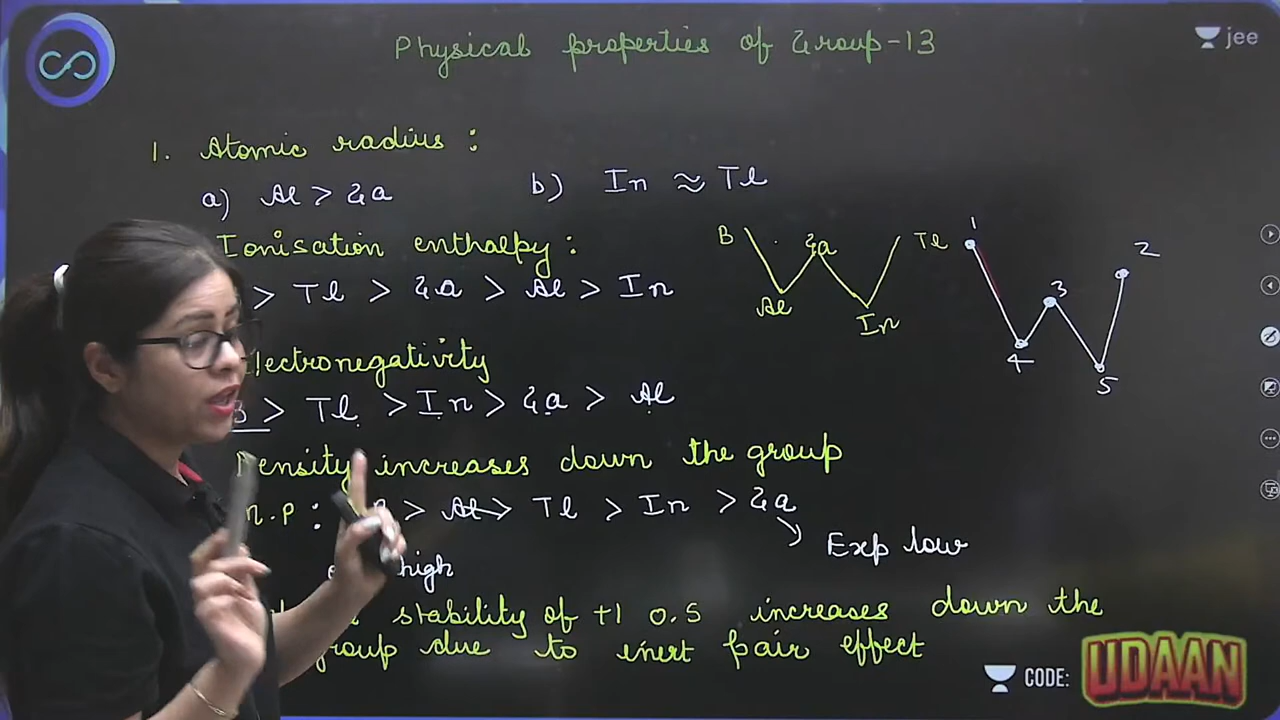 Physical properties of Group-13
jee
1. Atomic radius :
a) Al > Ga
b) In ≈ Tl
Ionisation enthalpy :
> Tl > Ga > Al > In
B Al Ga In Tl
1 4 3 5 2
lectronegativity
B > Tl > In > Ga > Al
Density increases down the group
m.p : B > Al > Tl > In > Ga
Exp low
high
stability of +1 O.S increases down the
group due to inert pair effect
CODE: UDAAN